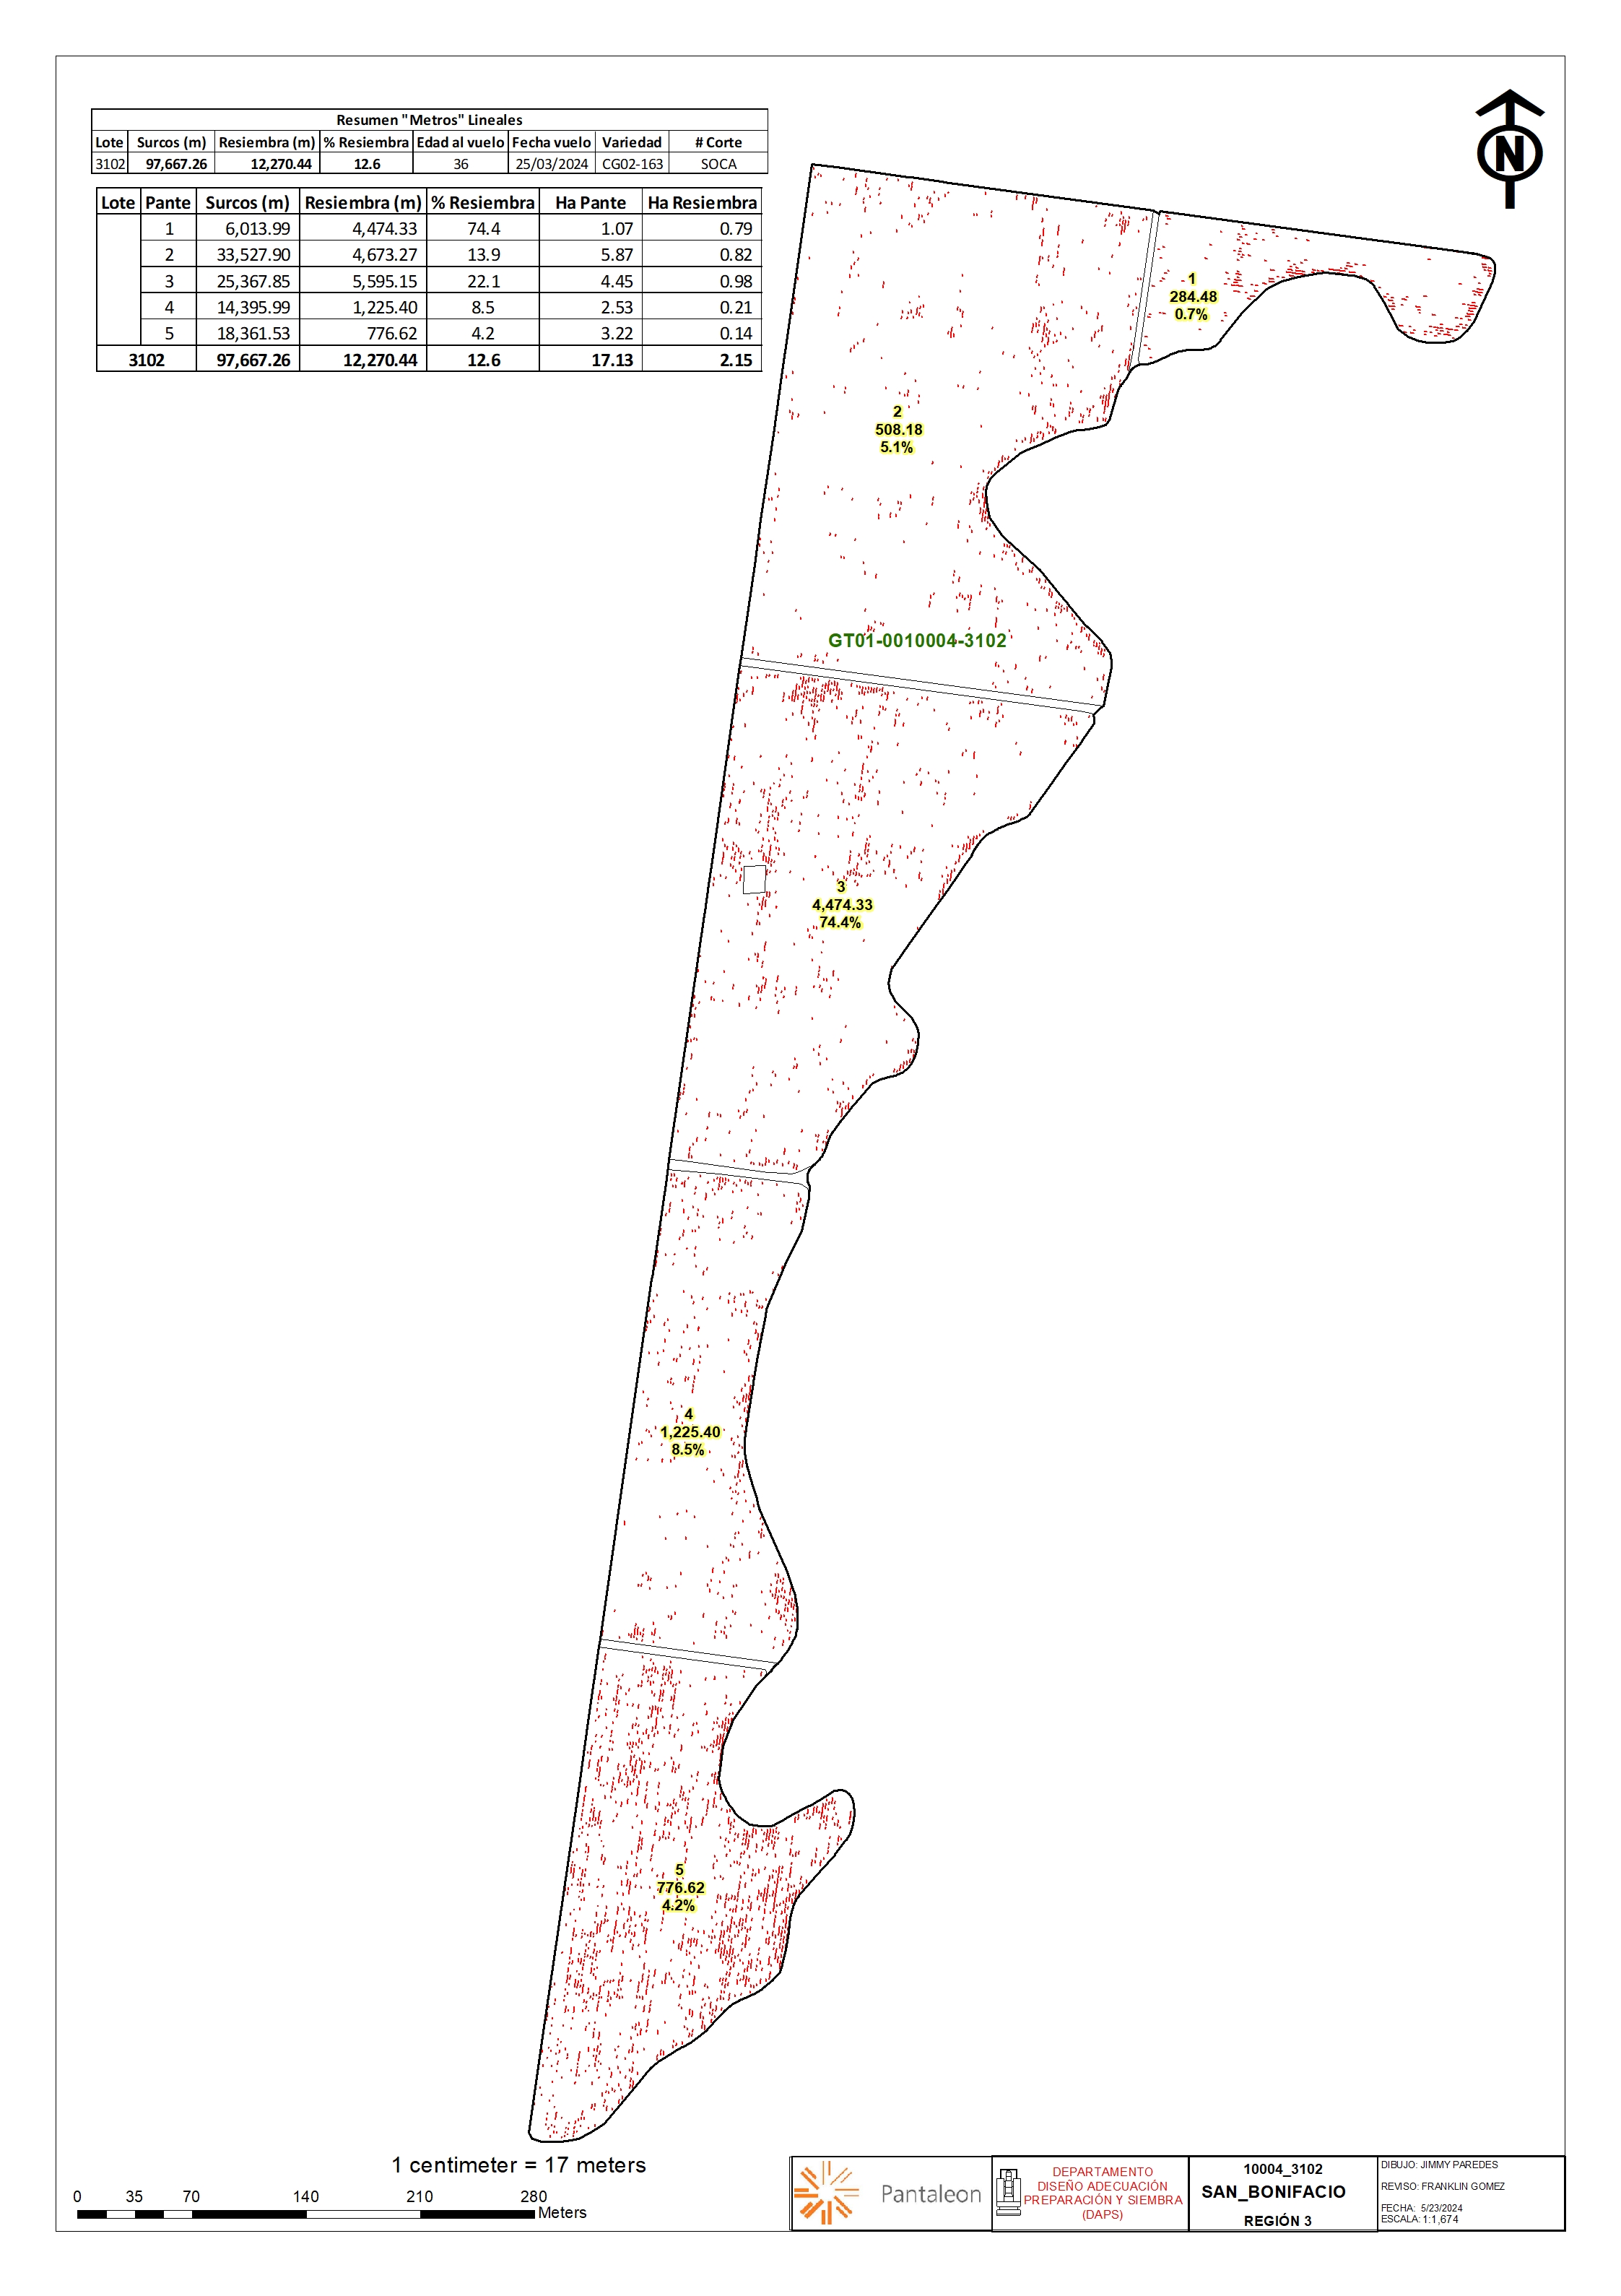 Resumen "Metros" Lineales
Lote Surcos (m) Resiembra (m) % Resiembra Edad al vuelo Fecha vuelo Variedad # Corte
3102 97,667.26 12,270.44 12.6 36 25/03/2024 CG02-163 SOCA
Lote Pante Surcos (m) Resiembra (m) % Resiembra Ha Pante Ha Resiembra
1 6,013.99 4,474.33 74.4 1.07 0.79
2 33,527.90 4,673.27 13.9 5.87 0.82
3 25,367.85 5,595.15 22.1 4.45 0.98
4 14,395.99 1,225.40 8.5 2.53 0.21
5 18,361.53 776.62 4.2 3.22 0.14
3102 97,667.26 12,270.44 12.6 17.13 2.15
N
1
284.48
0.7%
2
508.18
5.1%
GT01-0010004-3102
3
4,474.33
74.4%
4
1,225.40
8.5%
5
776.62
4.2%
1 centimeter = 17 meters
0 35 70 140 210 280
Meters
Pantaleon
DEPARTAMENTO
DISEÑO ADECUACIÓN
PREPARACIÓN Y SIEMBRA
(DAPS)
10004_3102
SAN_BONIFACIO
REGIÓN 3
DIBUJO: JIMMY PAREDES
REVISO: FRANKLIN GOMEZ
FECHA: 5/23/2024
ESCALA: 1:1,674